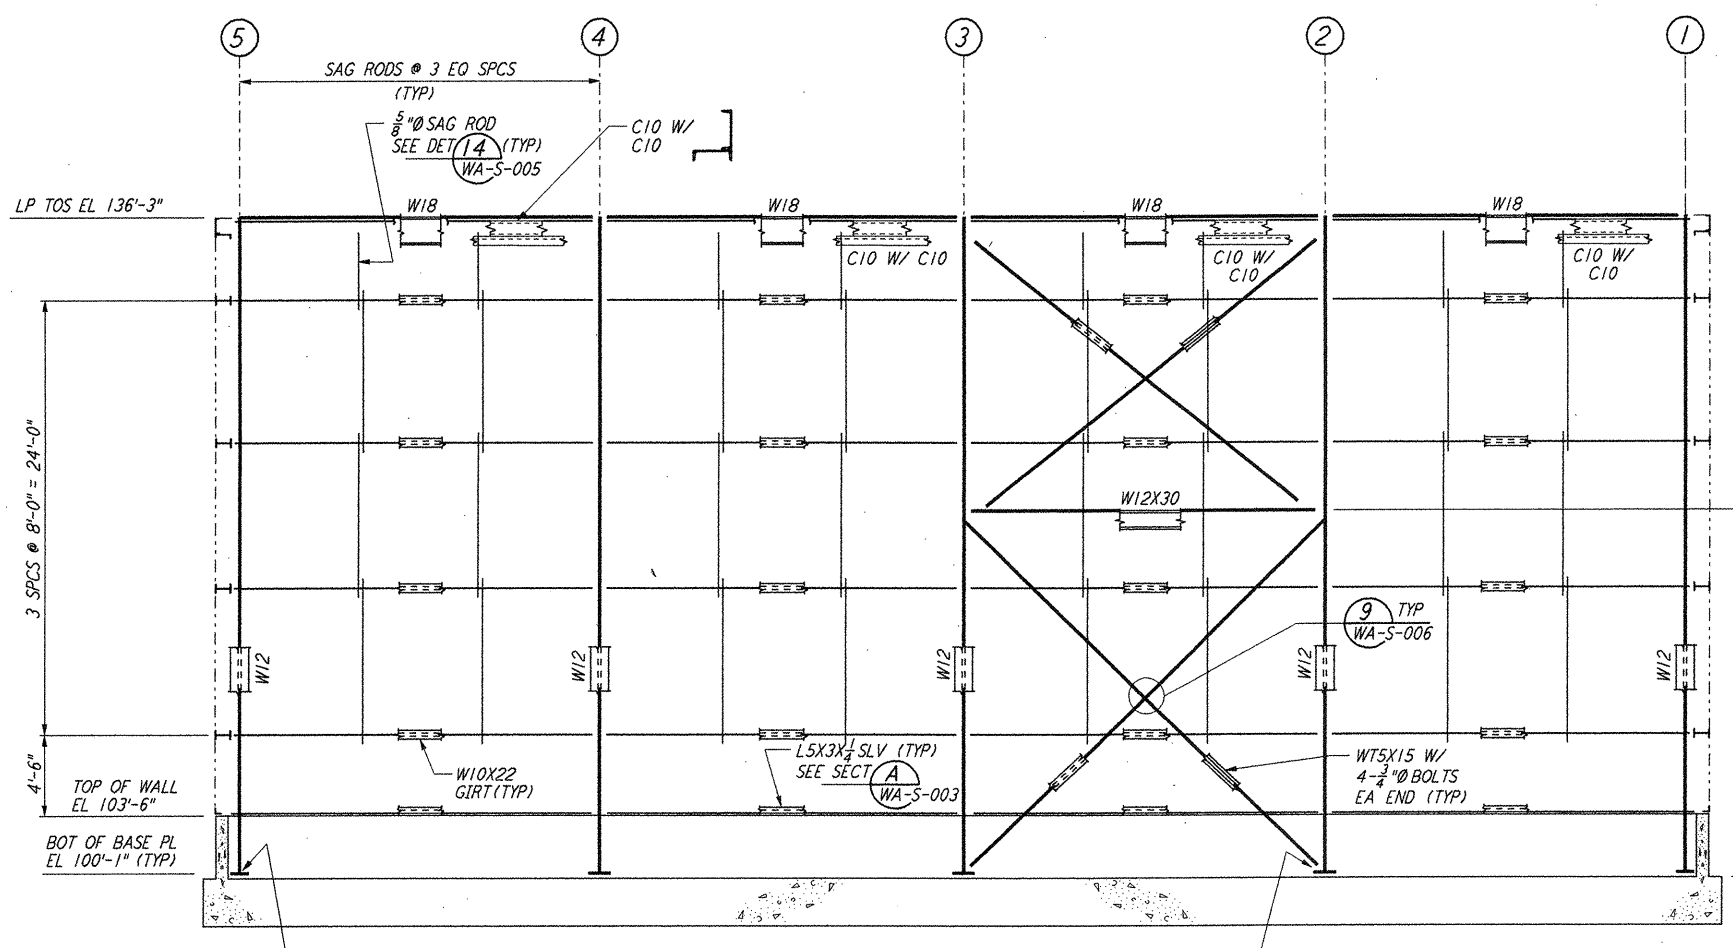 5
4
3
2
1
SAG RODS @ 3 EQ SPCS
(TYP)
5/8"Ø SAG ROD
SEE DET 14 (TYP)
WA-S-005
C10 W/
C10
LP TOS EL 136'-3"
W18
W18
W18
W18
C10 W/ C10
C10 W/
C10
C10 W/
C10
3 SPCS @ 8'-0" = 24'-0"
W12X30
9 TYP
WA-S-006
W12
W12
W12
W12
W12
4'-6"
TOP OF WALL
EL 103'-6"
W10X22
GIRT (TYP)
L5X3X1/4 SLV (TYP)
SEE SECT A
WA-S-003
WT5X15 W/
4-3/4"Ø BOLTS
EA END (TYP)
BOT OF BASE PL
EL 100'-1" (TYP)